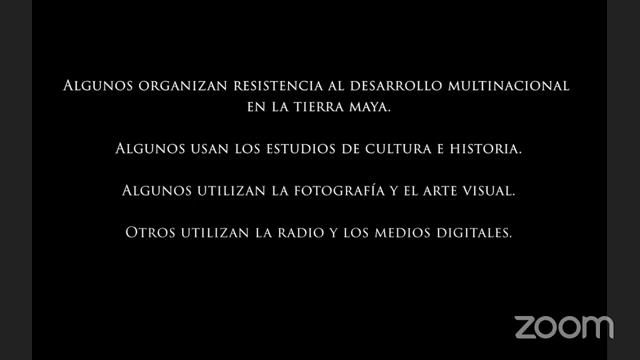 ALGUNOS ORGANIZAN RESISTENCIA AL DESARROLLO MULTINACIONAL
EN LA TIERRA MAYA.
ALGUNOS USAN LOS ESTUDIOS DE CULTURA E HISTORIA.
ALGUNOS UTILIZAN LA FOTOGRAFÍA Y EL ARTE VISUAL.
OTROS UTILIZAN LA RADIO Y LOS MEDIOS DIGITALES.
zoom